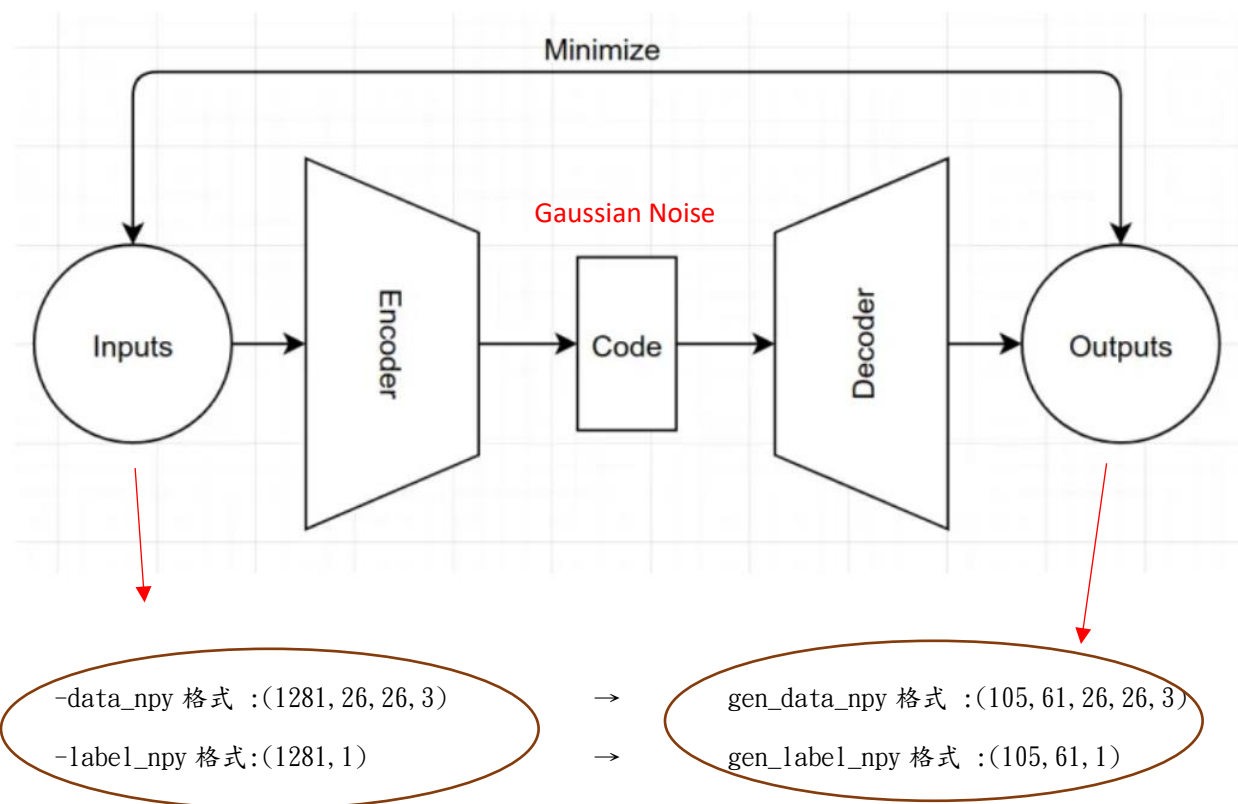 Minimize
Gaussian Noise
Inputs
Encoder
Code
Decoder
Outputs
-data_npy 格式 :(1281,26,26,3) → gen_data_npy 格式 :(105,61,26,26,3)
-label_npy 格式:(1281,1) → gen_label_npy 格式 :(105,61,1)